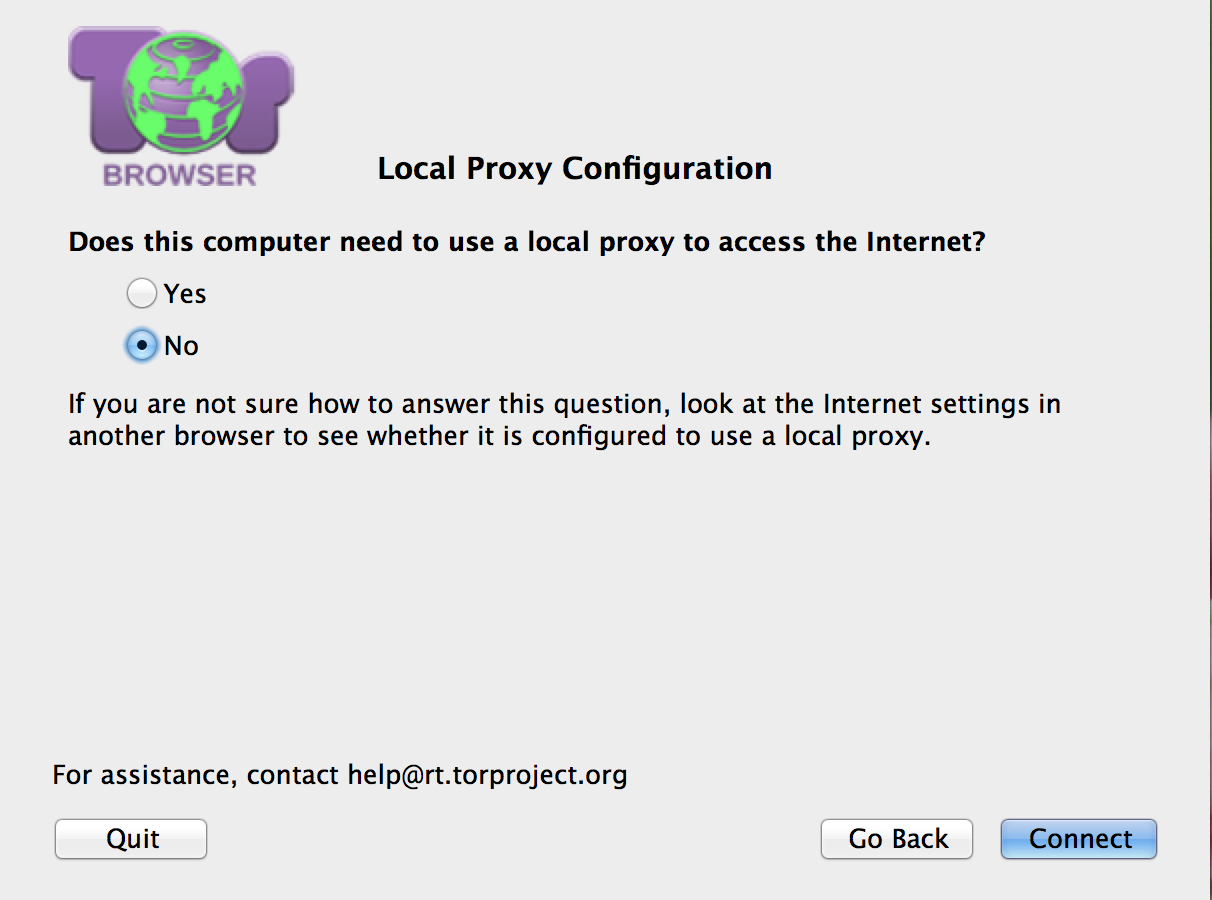 Tor
BROWSER
Local Proxy Configuration
Does this computer need to use a local proxy to access the Internet?
Yes
No
If you are not sure how to answer this question, look at the Internet settings in
another browser to see whether it is configured to use a local proxy.
For assistance, contact help@rt.torproject.org
Quit
Go Back
Connect